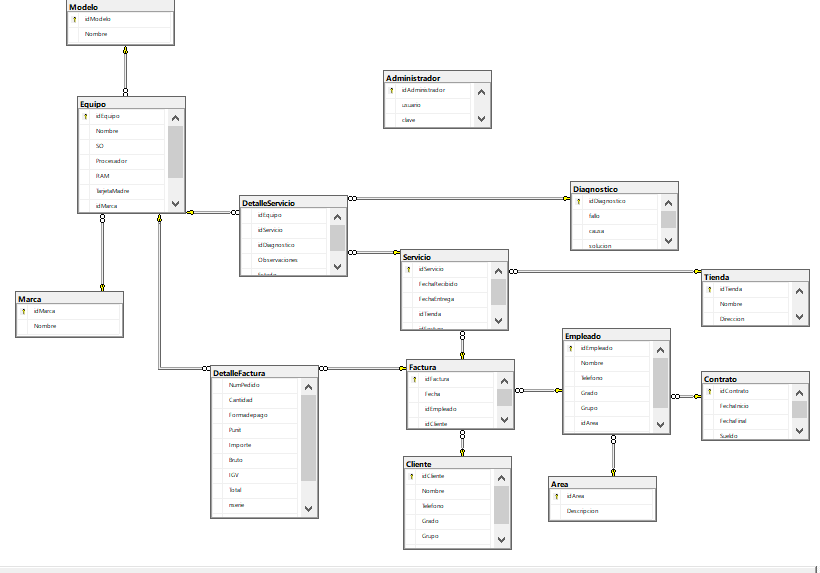 Modelo
idModelo
Nombre
Administrador
idAdministrador
usuario
clave
Equipo
idEquipo
Nombre
SO
Procesador
RAM
TarjetaMadre
idMarca
DetalleServicio
idEquipo
idServicio
idDiagnostico
Observaciones
Estado
Diagnostico
idDiagnostico
fallo
causa
solucion
Servicio
idServicio
FechaRecibido
FechaEntrega
idTienda
idFactura
Tienda
idTienda
Nombre
Direccion
Marca
idMarca
Nombre
Empleado
idEmpleado
Nombre
Telefono
Grado
Grupo
idArea
DetalleFactura
NumPedido
Cantidad
Formadepago
Punit
Importe
Bruto
IGV
Total
nserie
Factura
idFactura
Fecha
idEmpleado
idCliente
Contrato
idContrato
FechaInicio
FechaFinal
Sueldo
Cliente
idCliente
Nombre
Telefono
Grado
Grupo
Area
idArea
Descripcion